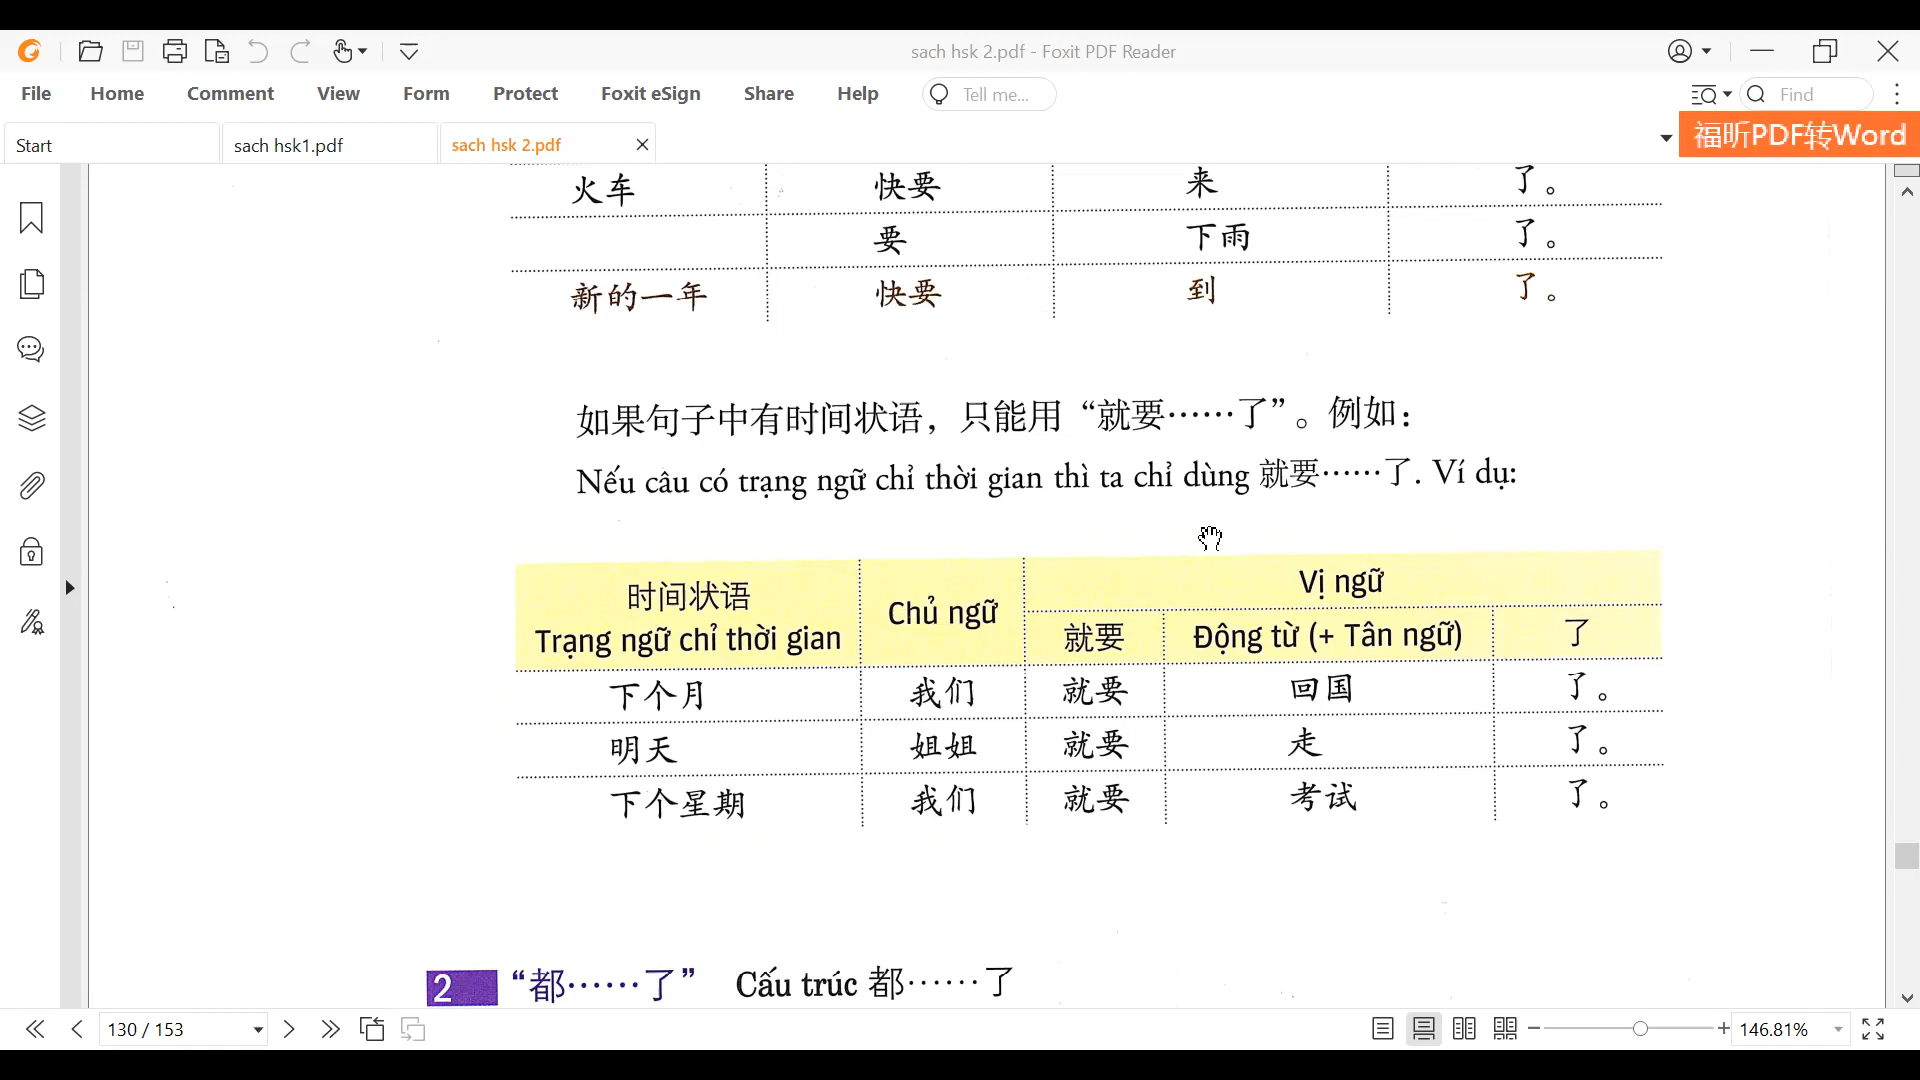 sach hsk 2.pdf - Foxit PDF Reader
File Home Comment View Form Protect Foxit eSign Share Help Tell me... Find
Start sach hsk1.pdf sach hsk 2.pdf
福昕PDF转Word
火车 快要 来 了。
要 下雨 了。
新的一年 快要 到 了。
如果句子中有时间状语，只能用“就要……了”。例如：
Nếu câu có trạng ngữ chỉ thời gian thì ta chỉ dùng 就要……了. Ví dụ:
时间状语
Trạng ngữ chỉ thời gian
Chủ ngữ
Vị ngữ
就要 Động từ (+ Tân ngữ) 了
下个月 我们 就要 回国 了。
明天 姐姐 就要 走 了。
下个星期 我们 就要 考试 了。
2 “都……了” Cấu trúc 都……了
130 / 153 146.81%